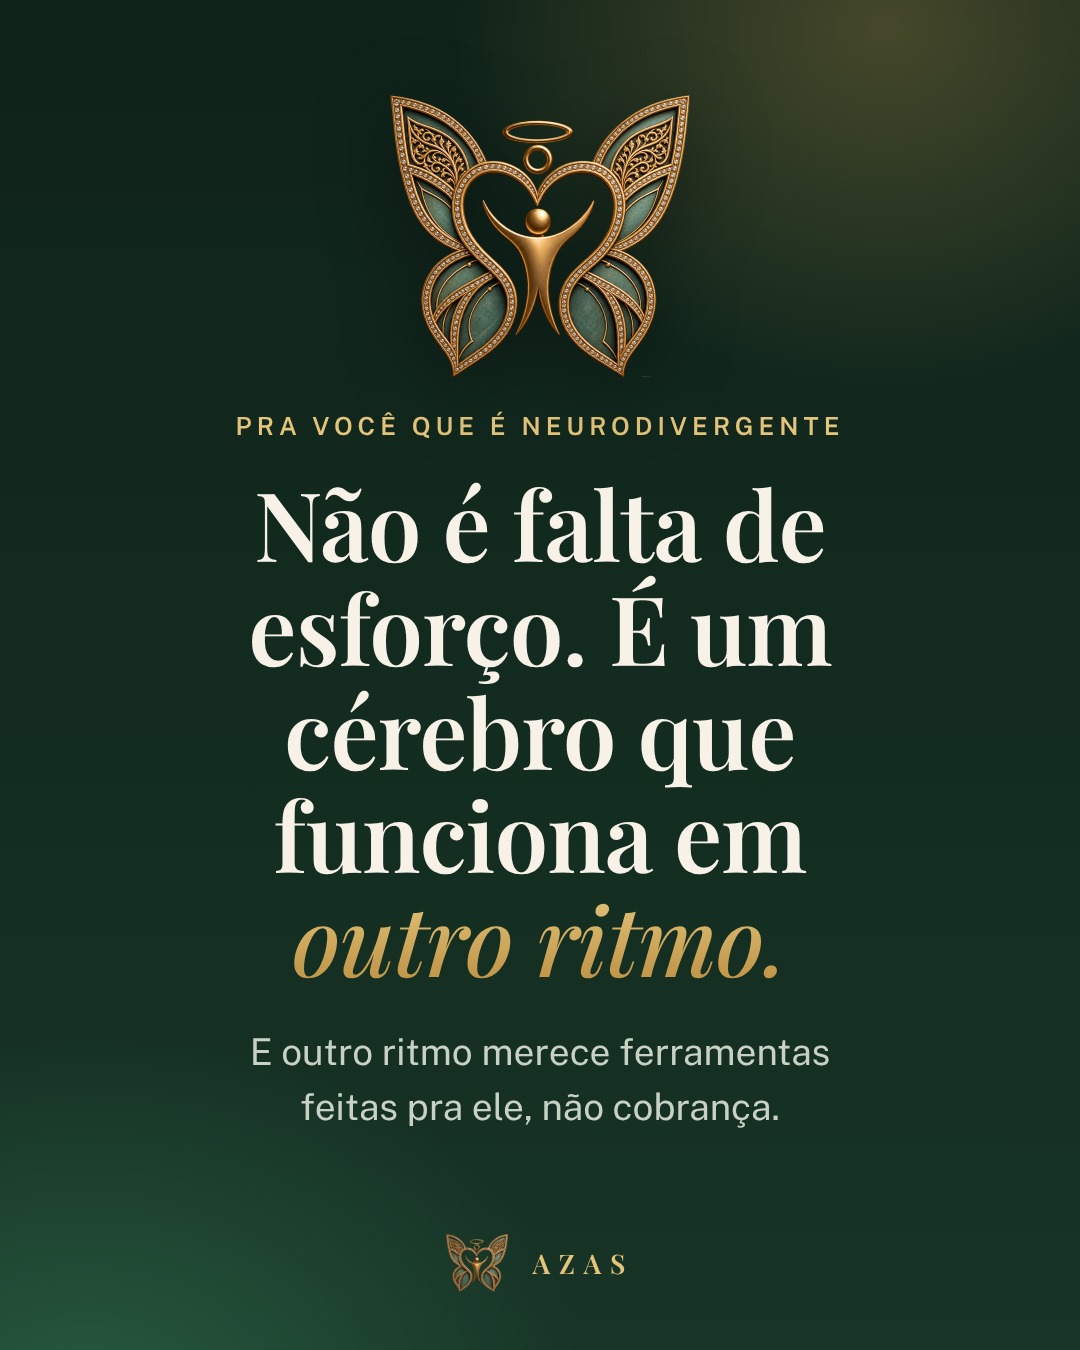 PRA VOCÊ QUE É NEURODIVERGENTE
Não é falta de
esforço. É um
cérebro que
funciona em
outro ritmo.
E outro ritmo merece ferramentas
feitas pra ele, não cobrança.
AZAS